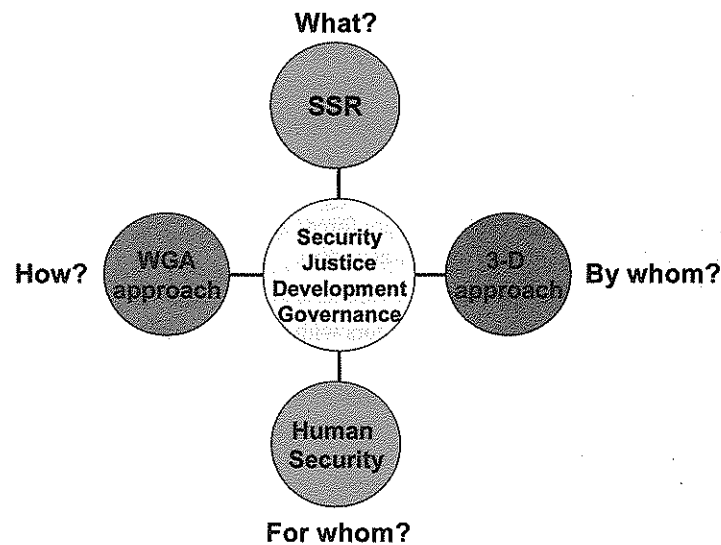 What?
SSR
How?
WGA
approach
Security
Justice
Development
Governance
3-D
approach
By whom?
Human
Security
For whom?